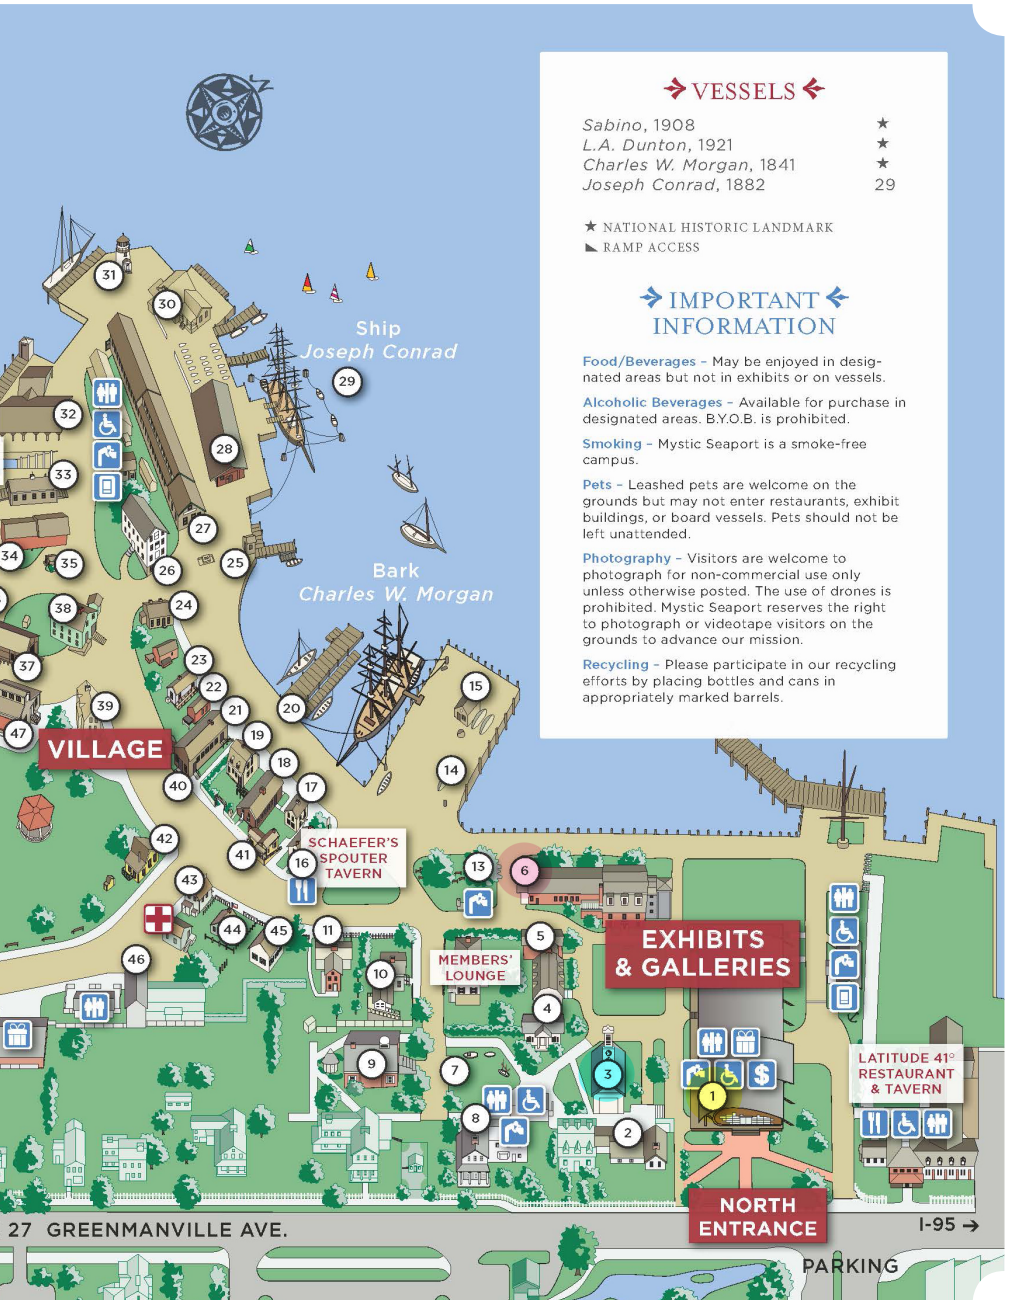 VESSELS
Sabino, 1908 ★
L.A. Dunton, 1921 ★
Charles W. Morgan, 1841 ★
Joseph Conrad, 1882 29
★ NATIONAL HISTORIC LANDMARK
RAMP ACCESS
IMPORTANT
INFORMATION
Food/Beverages – May be enjoyed in desig-
nated areas but not in exhibits or on vessels.
Alcoholic Beverages – Available for purchase in
designated areas. B.Y.O.B. is prohibited.
Smoking – Mystic Seaport is a smoke-free
campus.
Pets – Leashed pets are welcome on the
grounds but may not enter restaurants, exhibit
buildings, or board vessels. Pets should not be
left unattended.
Photography – Visitors are welcome to
photograph for non-commercial use only
unless otherwise posted. The use of drones is
prohibited. Mystic Seaport reserves the right
to photograph or videotape visitors on the
grounds to advance our mission.
Recycling – Please participate in our recycling
efforts by placing bottles and cans in
appropriately marked barrels.
Z
31
30
Ship
Joseph Conrad
29
32
28
33
27
34
35
26
25
Bark
Charles W. Morgan
38
24
37
23
22
15
39
21
20
47
19
VILLAGE
18
14
40
17
42
41
SCHAEFER'S
SPOUTER
TAVERN
16
13
6
43
44
45
11
5
EXHIBITS
& GALLERIES
46
10
MEMBERS'
LOUNGE
4
9
7
3
$
1
LATITUDE 41°
RESTAURANT
& TAVERN
8
2
NORTH
ENTRANCE
27 GREENMANVILLE AVE.
I-95 →
PARKING